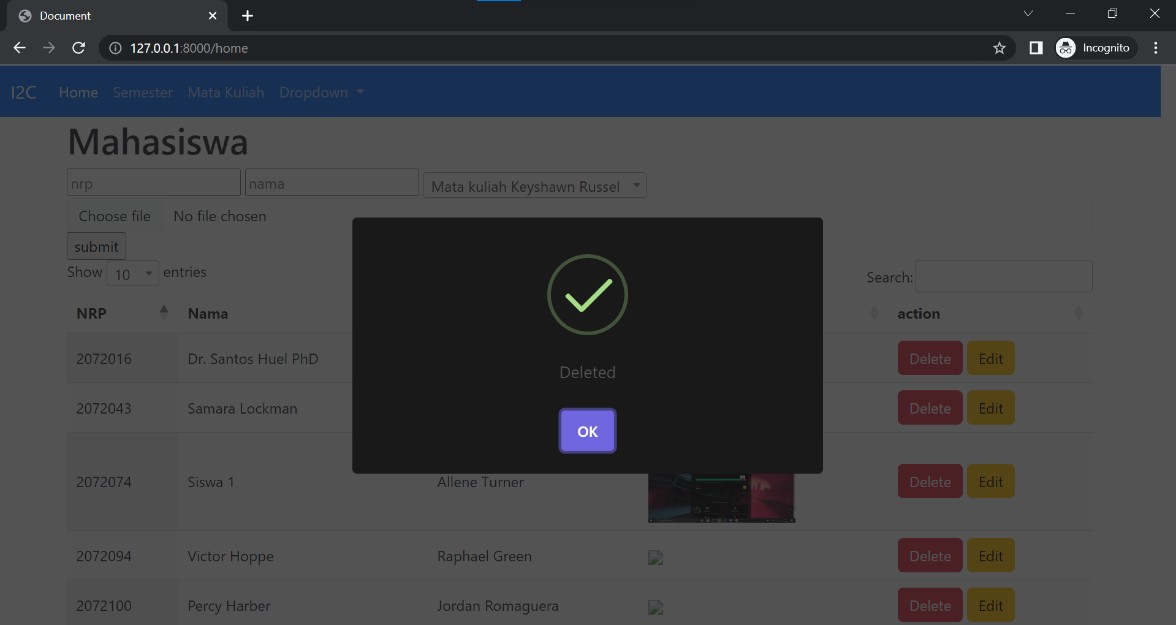 Document
127.0.0.1:8000/home
Incognito
I2C Home Semester Mata Kuliah Dropdown
Mahasiswa
nrp nama Mata kuliah Keyshawn Russel
Choose file No file chosen
submit
Show 10 entries Search:
NRP Nama action
2072016 Dr. Santos Huel PhD Delete Edit
2072043 Samara Lockman Delete Edit
2072074 Siswa 1 Allene Turner Delete Edit
2072094 Victor Hoppe Raphael Green Delete Edit
2072100 Percy Harber Jordan Romaguera Delete Edit
Deleted
OK